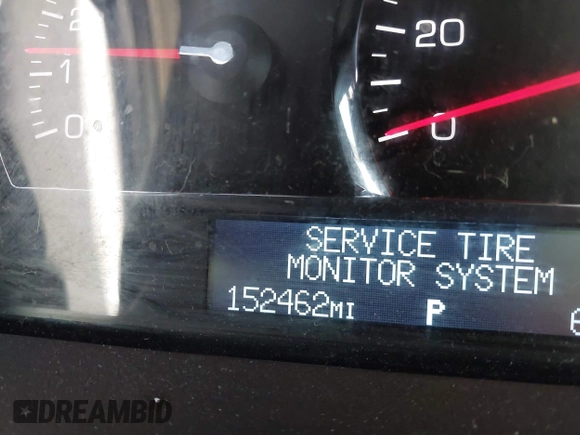 2
1
0
20
0
SERVICE TIRE
MONITOR SYSTEM
152462MI P
DREAMBID